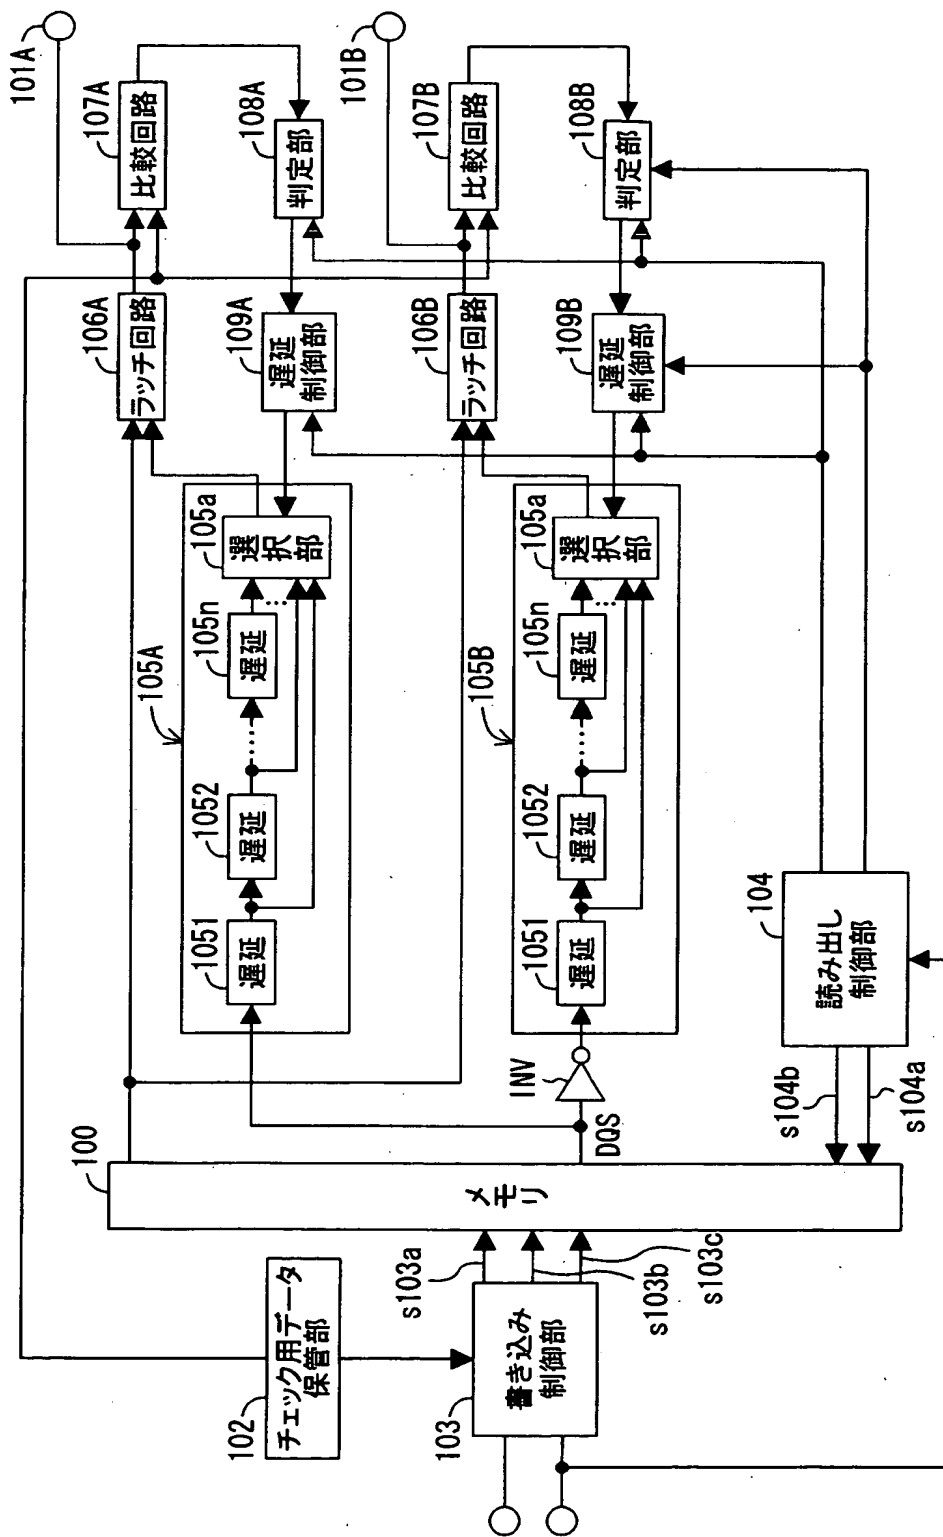 101A
107A
比較回路
108A
判定部
106A
ラッチ回路
109A
遅延
制御部
105A
1051
遅延
1052
遅延
105n
遅延
105a
選択部
101B
107B
比較回路
108B
判定部
106B
ラッチ回路
109B
遅延
制御部
105B
1051
遅延
1052
遅延
105n
遅延
105a
選択部
INV
DQS
100
メモリ
102
チェック用データ
保管部
103
書き込み
制御部
s103a
s103b
s103c
104
読み出し
制御部
s104b
s104a